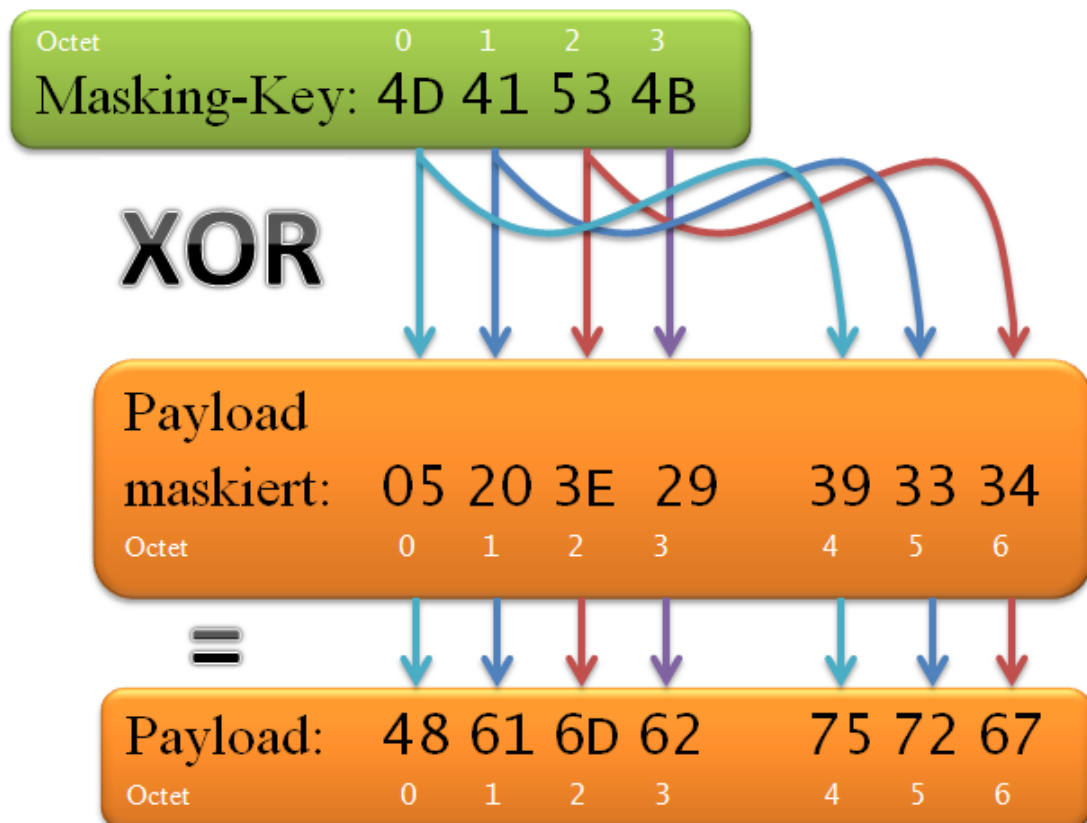 Octet 0 1 2 3
Masking-Key: 4D 41 53 4B
XOR
Payload
maskiert: 05 20 3E 29 39 33 34
Octet 0 1 2 3 4 5 6
=
Payload: 48 61 6D 62 75 72 67
Octet 0 1 2 3 4 5 6